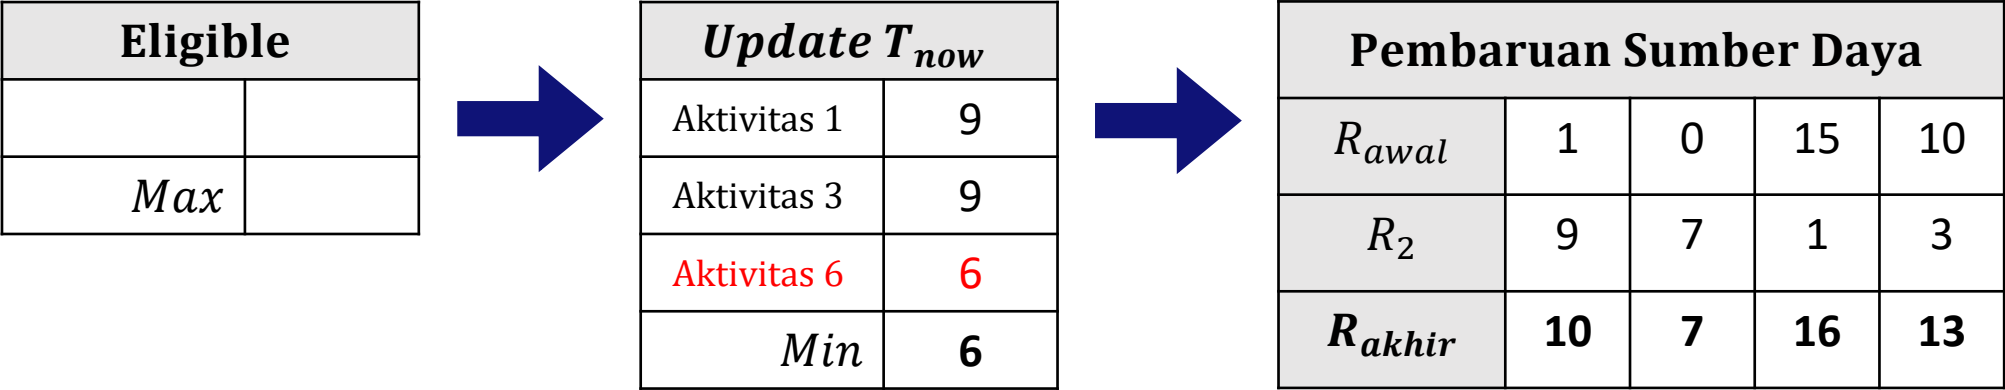 Eligible
Max
Update T_now
Aktivitas 1 9
Aktivitas 3 9
Aktivitas 6 6
Min 6
Pembaruan Sumber Daya
R_awal 1 0 15 10
R_2 9 7 1 3
R_akhir 10 7 16 13